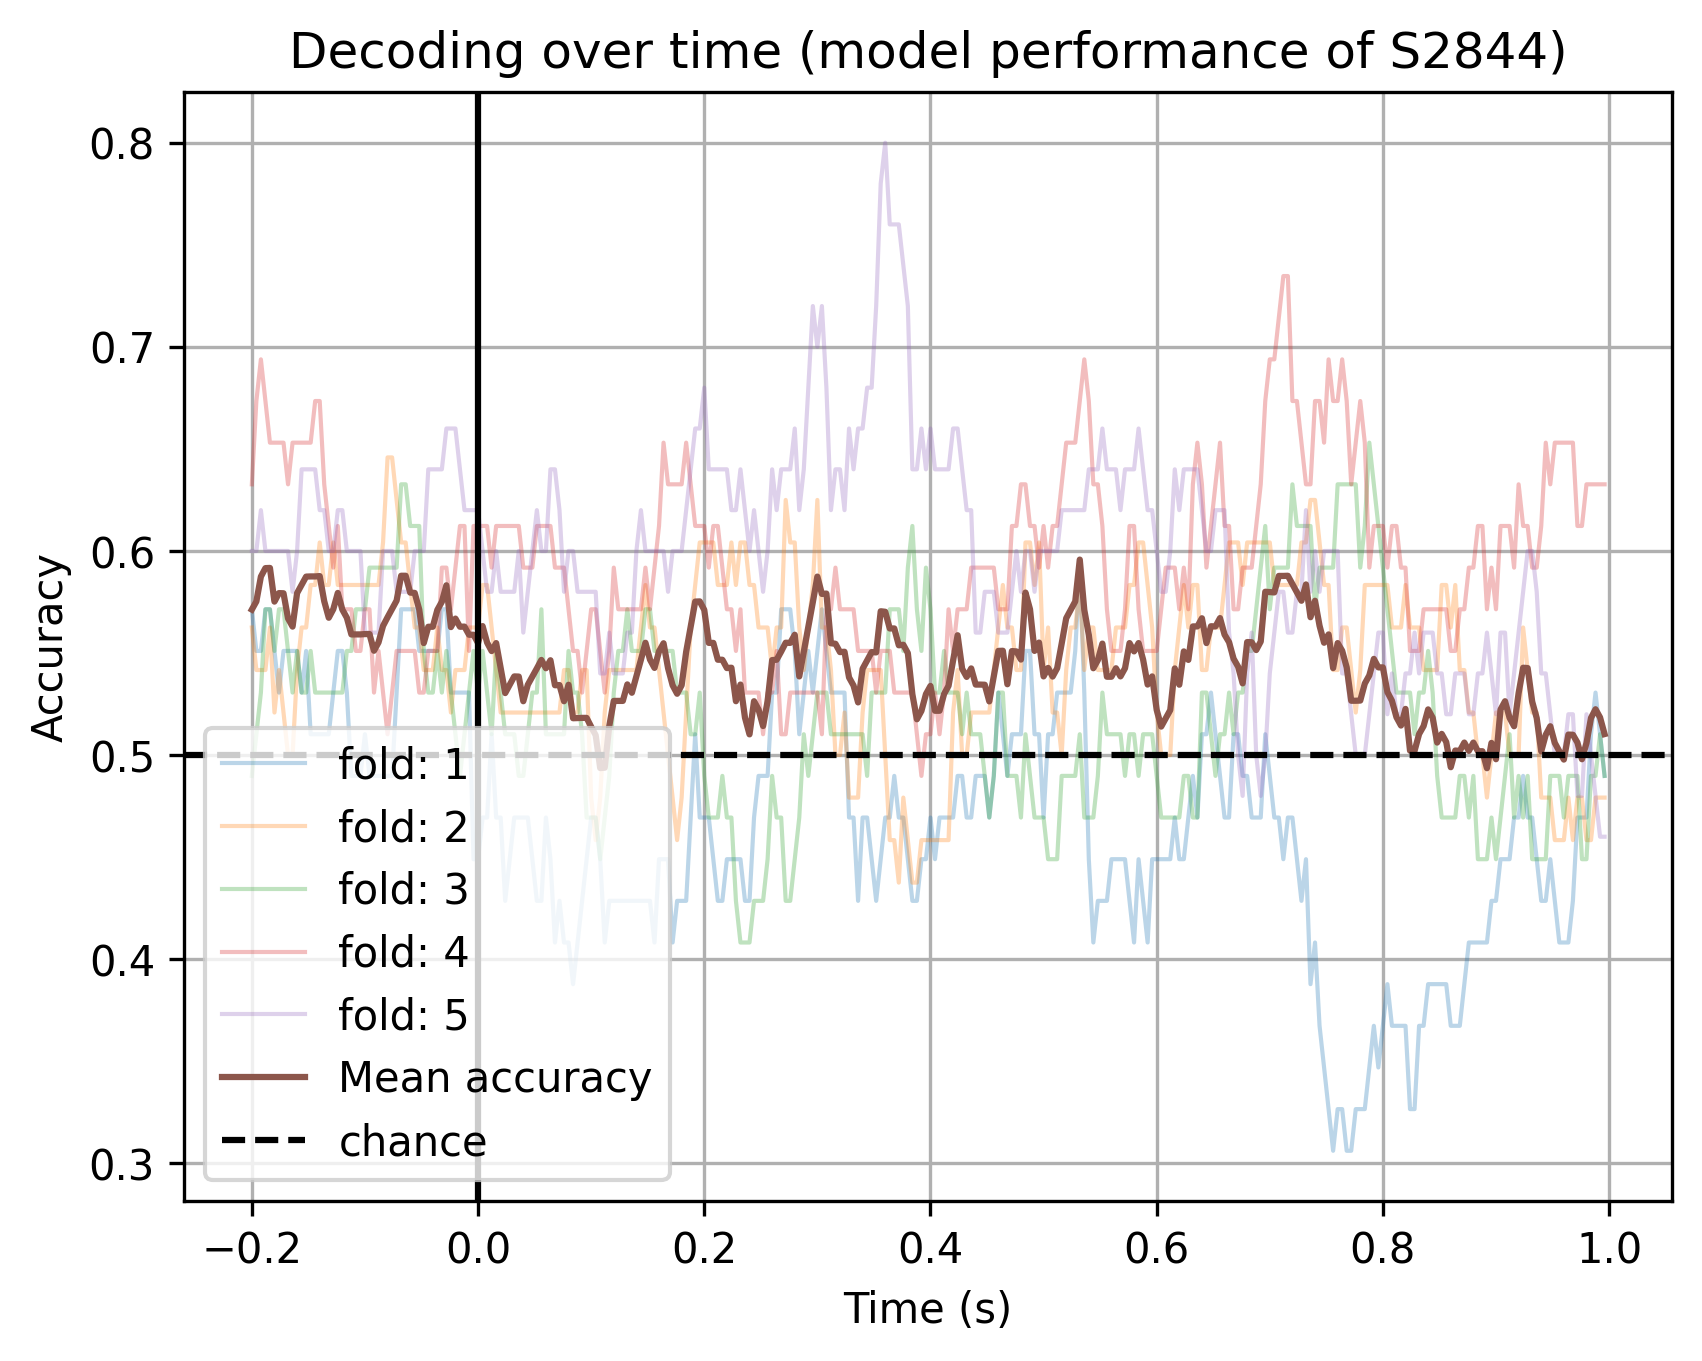 Decoding over time (model performance of S2844)
Accuracy
0.8
0.7
0.6
0.5
0.4
0.3
fold: 1
fold: 2
fold: 3
fold: 4
fold: 5
Mean accuracy
chance
−0.2 0.0 0.2 0.4 0.6 0.8 1.0
Time (s)